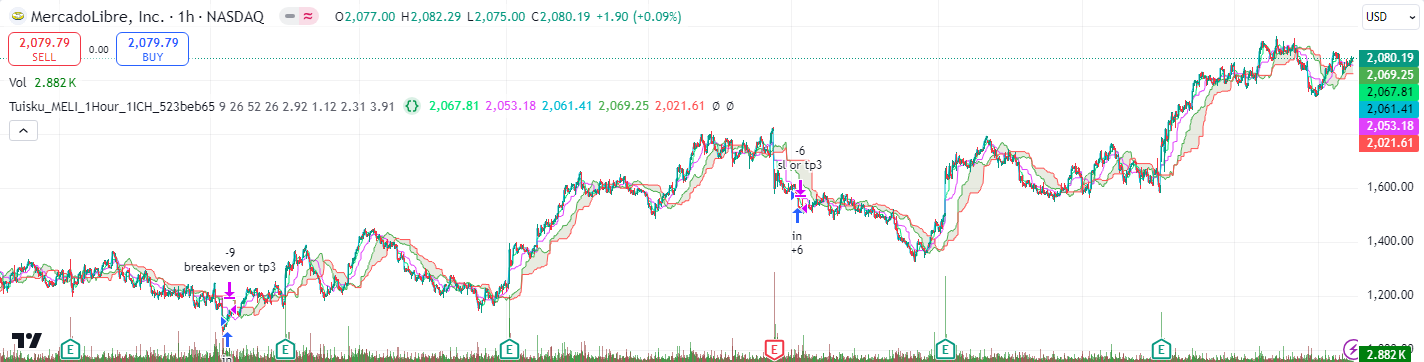 MercadoLibre, Inc. · 1h · NASDAQ O2,077.00 H2,082.29 L2,075.00 C2,080.19 +1.90 (+0.09%)
USD
2,079.79 0.00 2,079.79
SELL BUY
Vol 2.882 K
Tuisku_MELI_1Hour_1ICH_523beb65 9 26 52 26 2.92 1.12 2.31 3.91 {} 2,067.81 2,053.18 2,061.41 2,069.25 2,021.61 Ø Ø
2,080.19
2,069.25
2,067.81
2,061.41
2,053.18
2,021.61
-6
sl or tp3
1,600.00
in
+6
1,400.00
-9
breakeven or tp3
1,200.00
E E E E E E
2.882 K